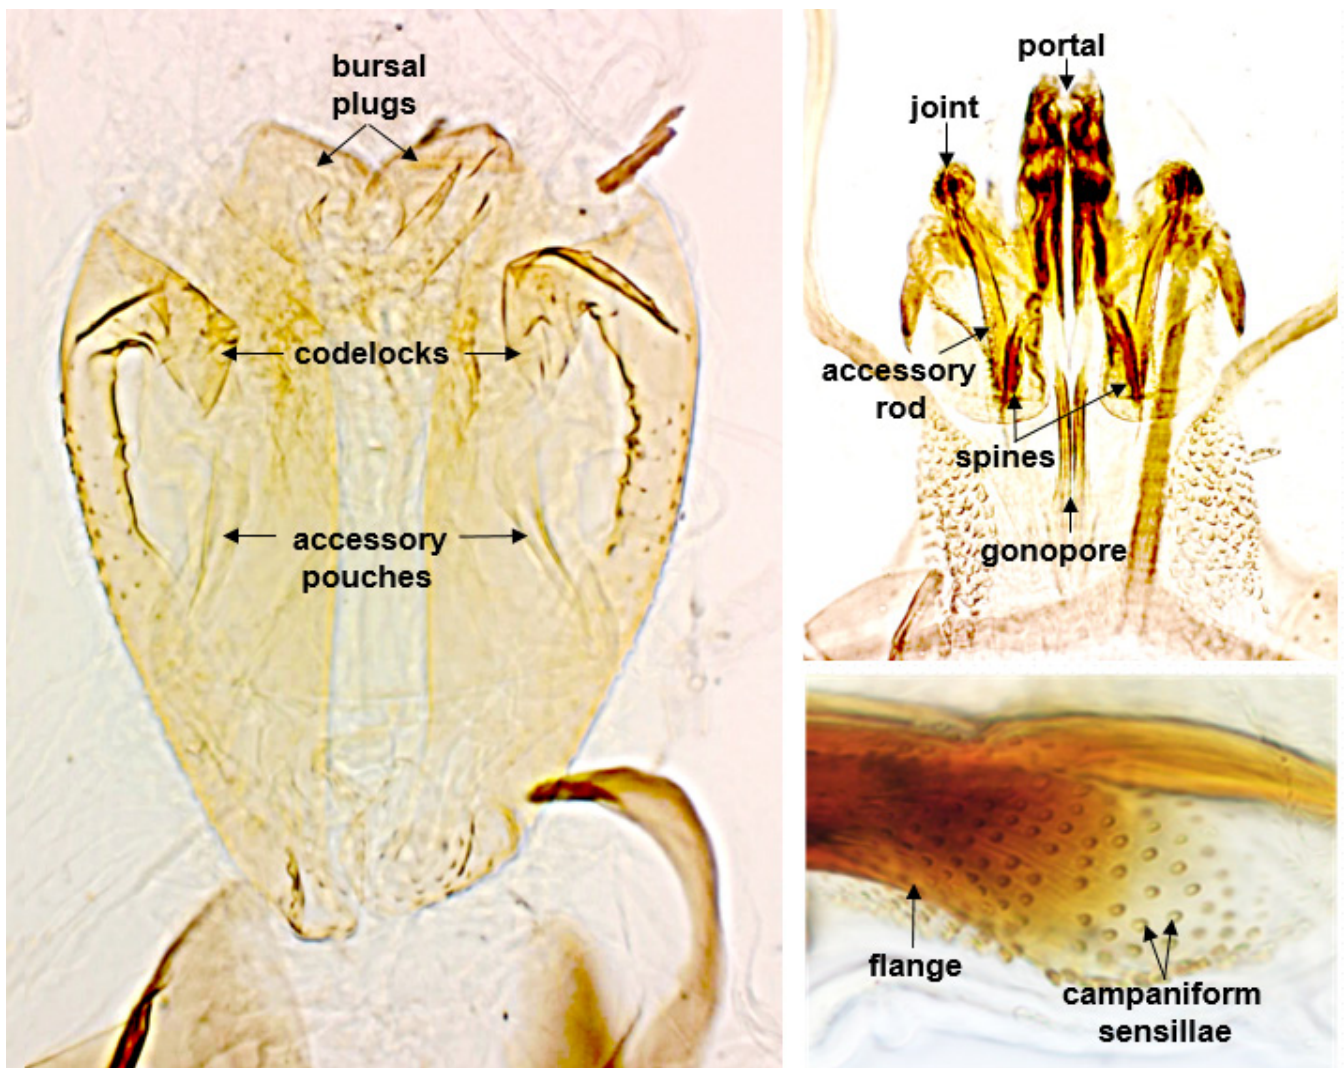 bursal
plugs
codelocks
accessory
pouches
portal
joint
accessory
rod
spines
gonopore
flange
campaniform
sensillae